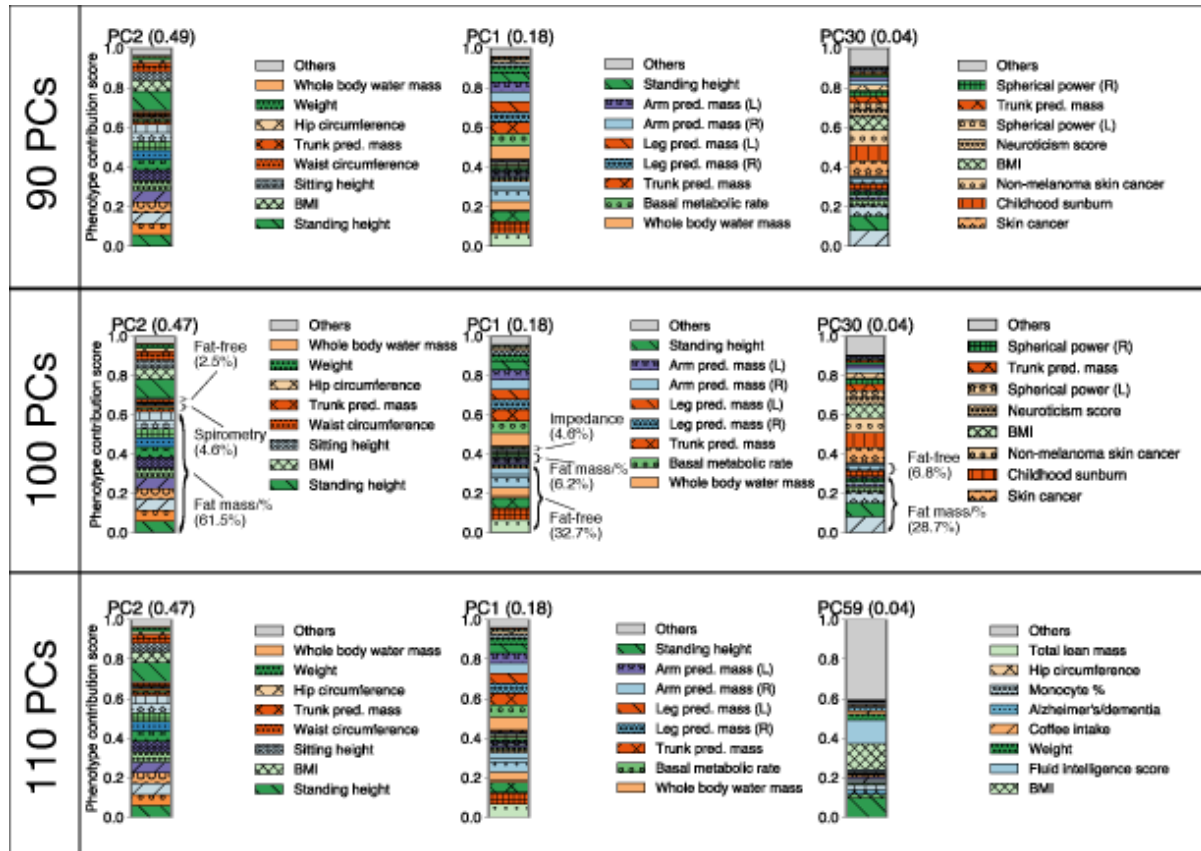 90 PCs
Phenotype contribution score
PC2 (0.49)
1.0
0.8
0.6
0.4
0.2
0.0
Others
Whole body water mass
Weight
Hip circumference
Trunk pred. mass
Waist circumference
Sitting height
BMI
Standing height
PC1 (0.18)
1.0
0.8
0.6
0.4
0.2
0.0
Others
Standing height
Arm pred. mass (L)
Arm pred. mass (R)
Leg pred. mass (L)
Leg pred. mass (R)
Trunk pred. mass
Basal metabolic rate
Whole body water mass
PC30 (0.04)
1.0
0.8
0.6
0.4
0.2
0.0
Others
Spherical power (R)
Trunk pred. mass
Spherical power (L)
Neuroticism score
BMI
Non-melanoma skin cancer
Childhood sunburn
Skin cancer
100 PCs
Phenotype contribution score
PC2 (0.47)
1.0
0.8
0.6
0.4
0.2
0.0
Fat-free
(2.5%)
Spirometry
(4.6%)
Fat mass/%
(61.5%)
Others
Whole body water mass
Weight
Hip circumference
Trunk pred. mass
Waist circumference
Sitting height
BMI
Standing height
PC1 (0.18)
1.0
0.8
0.6
0.4
0.2
0.0
Impedance
(4.6%)
Fat mass/%
(6.2%)
Fat-free
(32.7%)
Others
Standing height
Arm pred. mass (L)
Arm pred. mass (R)
Leg pred. mass (L)
Leg pred. mass (R)
Trunk pred. mass
Basal metabolic rate
Whole body water mass
PC30 (0.04)
1.0
0.8
0.6
0.4
0.2
0.0
Fat-free
(6.8%)
Fat mass/%
(28.7%)
Others
Spherical power (R)
Trunk pred. mass
Spherical power (L)
Neuroticism score
BMI
Non-melanoma skin cancer
Childhood sunburn
Skin cancer
110 PCs
Phenotype contribution score
PC2 (0.47)
1.0
0.8
0.6
0.4
0.2
0.0
Others
Whole body water mass
Weight
Hip circumference
Trunk pred. mass
Waist circumference
Sitting height
BMI
Standing height
PC1 (0.18)
1.0
0.8
0.6
0.4
0.2
0.0
Others
Standing height
Arm pred. mass (L)
Arm pred. mass (R)
Leg pred. mass (L)
Leg pred. mass (R)
Trunk pred. mass
Basal metabolic rate
Whole body water mass
PC59 (0.04)
1.0
0.8
0.6
0.4
0.2
0.0
Others
Total lean mass
Hip circumference
Monocyte %
Alzheimer's/dementia
Coffee intake
Weight
Fluid intelligence score
BMI